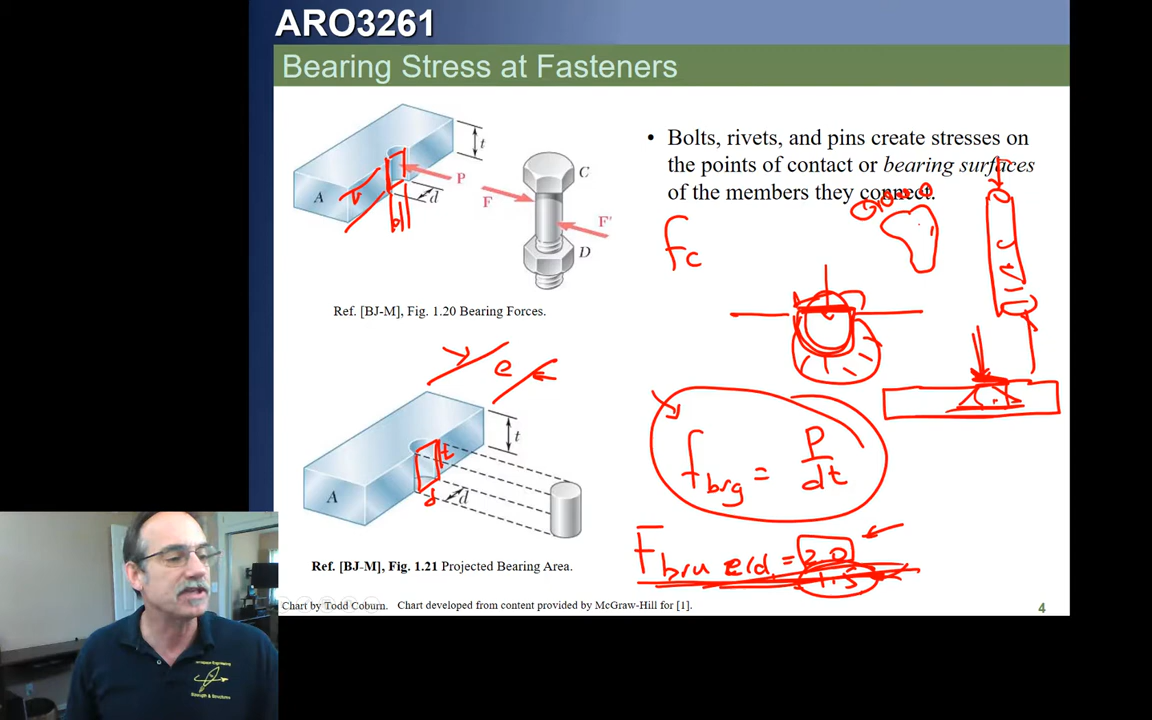 ARO3261
Bearing Stress at Fasteners
A
t
P
d
F
C
F'
D
Ref. [BJ-M], Fig. 1.20 Bearing Forces.
• Bolts, rivets, and pins create stresses on
the points of contact or bearing surfaces
of the members they connect.
fc
e
t
t
A
d
d
Ref. [BJ-M], Fig. 1.21 Projected Bearing Area.
fbrg = P
dt
Fbru e/d = 2.0
1.5
Chart by Todd Coburn. Chart developed from content provided by McGraw-Hill for [1].
4
Strength & Structures